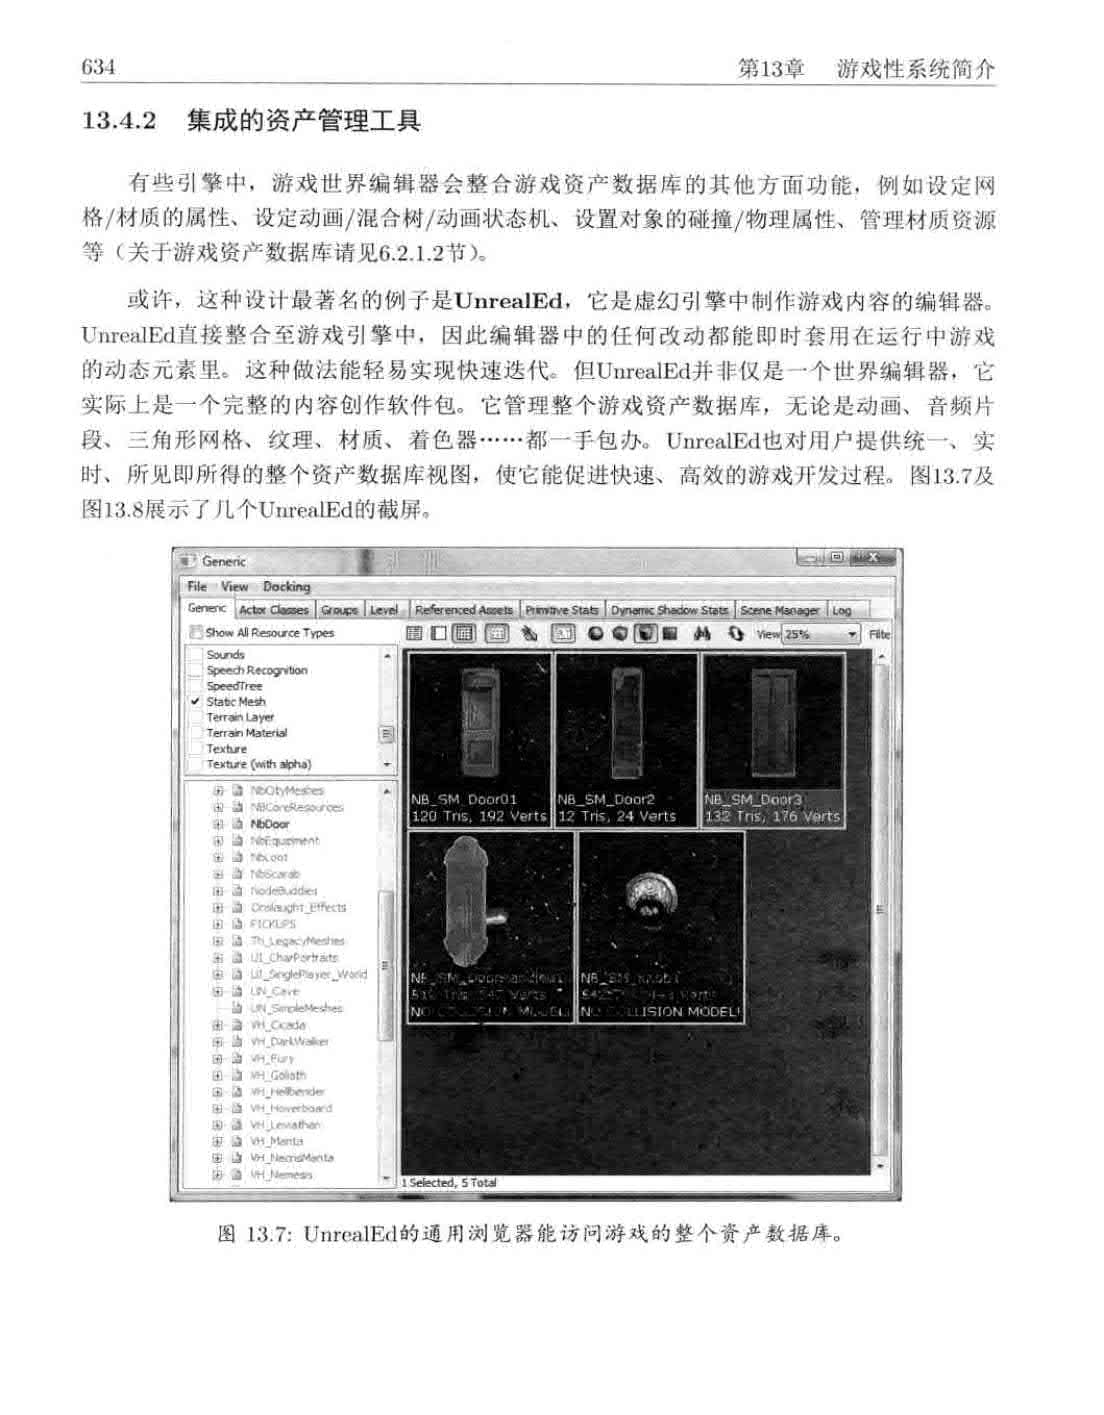 634 第13章 游戏性系统简介
13.4.2 集成的资产管理工具
有些引擎中，游戏世界编辑器会整合游戏资产数据库的其他方面功能，例如设定网
格/材质的属性、设定动画/混合树/动画状态机、设置对象的碰撞/物理属性、管理材质资源
等（关于游戏资产数据库请见6.2.1.2节）。
或许，这种设计最著名的例子是UnrealEd，它是虚幻引擎中制作游戏内容的编辑器。
UnrealEd直接整合至游戏引擎中，因此编辑器中的任何改动都能即时套用在运行中游戏
的动态元素里。这种做法能轻易实现快速迭代。但UnrealEd并非仅是一个世界编辑器，它
实际上是一个完整的内容创作软件包。它管理整个游戏资产数据库，无论是动画、音频片
段、三角形网格、纹理、材质、着色器……都一手包办。UnrealEd也对用户提供统一、实
时、所见即所得的整个资产数据库视图，使它能促进快速、高效的游戏开发过程。图13.7及
图13.8展示了几个UnrealEd的截屏。
Generic
File View Docking
Generic Actor Classes Groups Level Referenced Assets Primitive Stats Dynamic Shadow Stats Scene Manager Log
Show All Resource Types View 25% Filte
Sounds
Speech Recognition
SpeedTree
Static Mesh
Terrain Layer
Terrain Material
Texture
Texture (with alpha)
NbCityMeshes
NBCoreResources
NbDoor
NbEquipment
NbLoot
NbScarab
NodeBuddies
Onslaught_Effects
PICKUPS
Th_LegacyMeshes
UI_CharPortraits
UI_SinglePlayer_World
UN_Cave
UN_SimpleMeshes
VH_Cicada
VH_DarkWalker
VH_Fury
VH_Goliath
VH_Hellbender
VH_Hoverboard
VH_Leviathan
VH_Manta
VH_NecrisManta
VH_Nemesis
NB_SM_Door01
120 Tris, 192 Verts
NB_SM_Door2
12 Tris, 24 Verts
NB_SM_Door3
132 Tris, 176 Verts
COLLISION MODEL!
1 Selected, 5 Total
图 13.7: UnrealEd的通用浏览器能访问游戏的整个资产数据库。